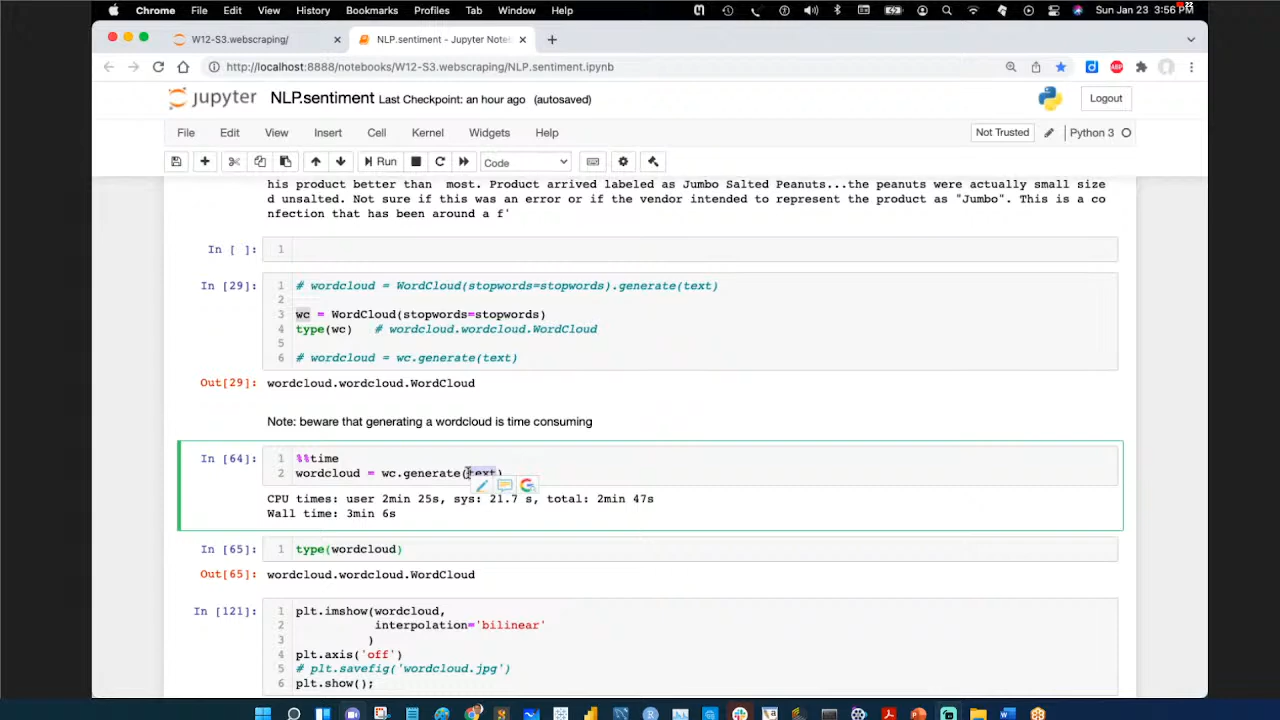 Chrome File Edit View History Bookmarks Profiles Tab Window Help Sun Jan 23 3:56 PM
W12-S3.webscraping/ NLP.sentiment - Jupyter Note
http://localhost:8888/notebooks/W12-S3.webscraping/NLP.sentiment.ipynb
jupyter NLP.sentiment Last Checkpoint: an hour ago (autosaved) Logout
File Edit View Insert Cell Kernel Widgets Help Not Trusted Python 3
Run Code
his product better than most. Product arrived labeled as Jumbo Salted Peanuts...the peanuts were actually small size
d unsalted. Not sure if this was an error or if the vendor intended to represent the product as "Jumbo". This is a co
nfection that has been around a f'
In [ ]: 1
In [29]: 1 # wordcloud = WordCloud(stopwords=stopwords).generate(text)
2
3 wc = WordCloud(stopwords=stopwords)
4 type(wc) # wordcloud.wordcloud.WordCloud
5
6 # wordcloud = wc.generate(text)
Out[29]: wordcloud.wordcloud.WordCloud
Note: beware that generating a wordcloud is time consuming
In [64]: 1 %%time
2 wordcloud = wc.generate(text)
CPU times: user 2min 25s, sys: 21.7 s, total: 2min 47s
Wall time: 3min 6s
In [65]: 1 type(wordcloud)
Out[65]: wordcloud.wordcloud.WordCloud
In [121]: 1 plt.imshow(wordcloud,
2 interpolation='bilinear'
3 )
4 plt.axis('off')
5 # plt.savefig('wordcloud.jpg')
6 plt.show();